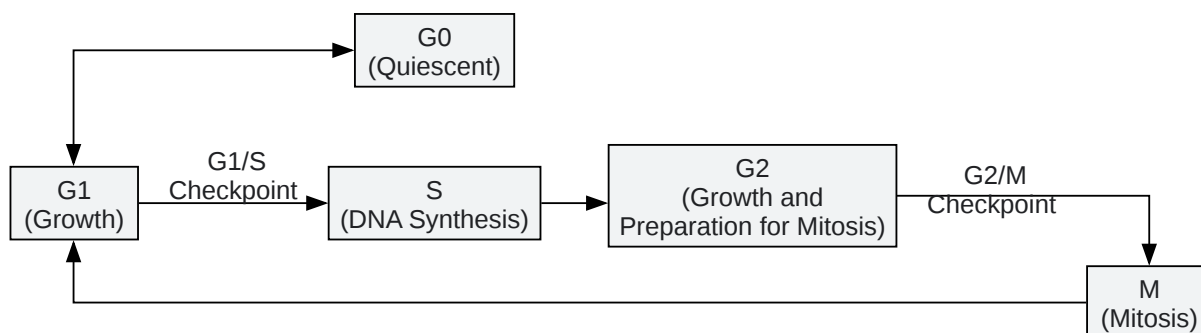 G0
(Quiescent)
G1/S
Checkpoint
G1
(Growth)
S
(DNA Synthesis)
G2
(Growth and
Preparation for Mitosis)
G2/M
Checkpoint
M
(Mitosis)